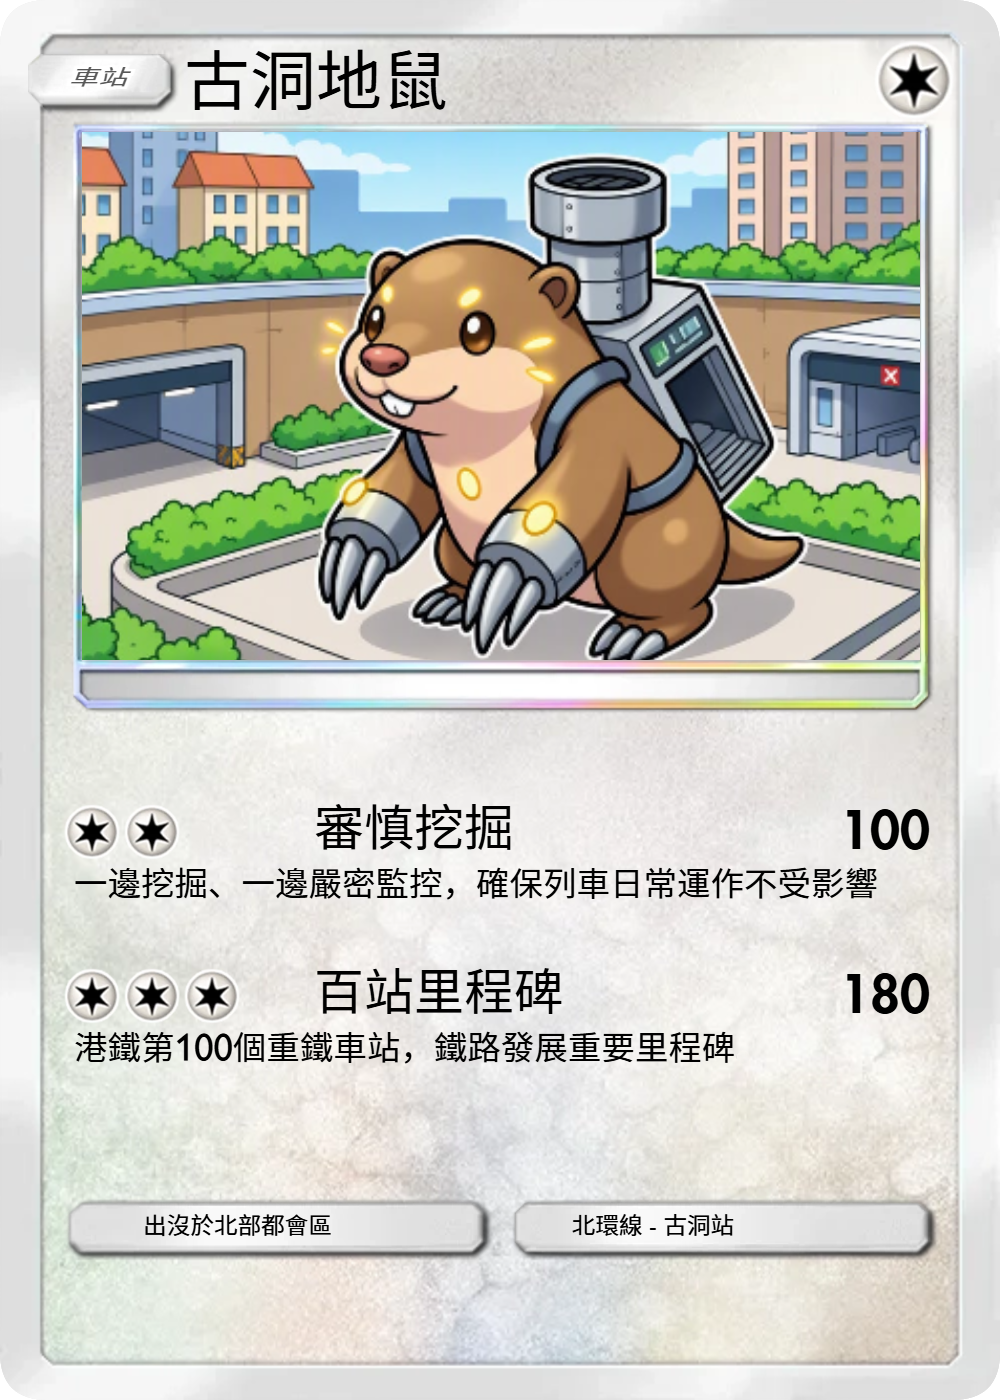 車站
古洞地鼠
審慎挖掘 100
一邊挖掘、一邊嚴密監控，確保列車日常運作不受影響
百站里程碑 180
港鐵第100個重鐵車站，鐵路發展重要里程碑
出沒於北部都會區
北環線 - 古洞站